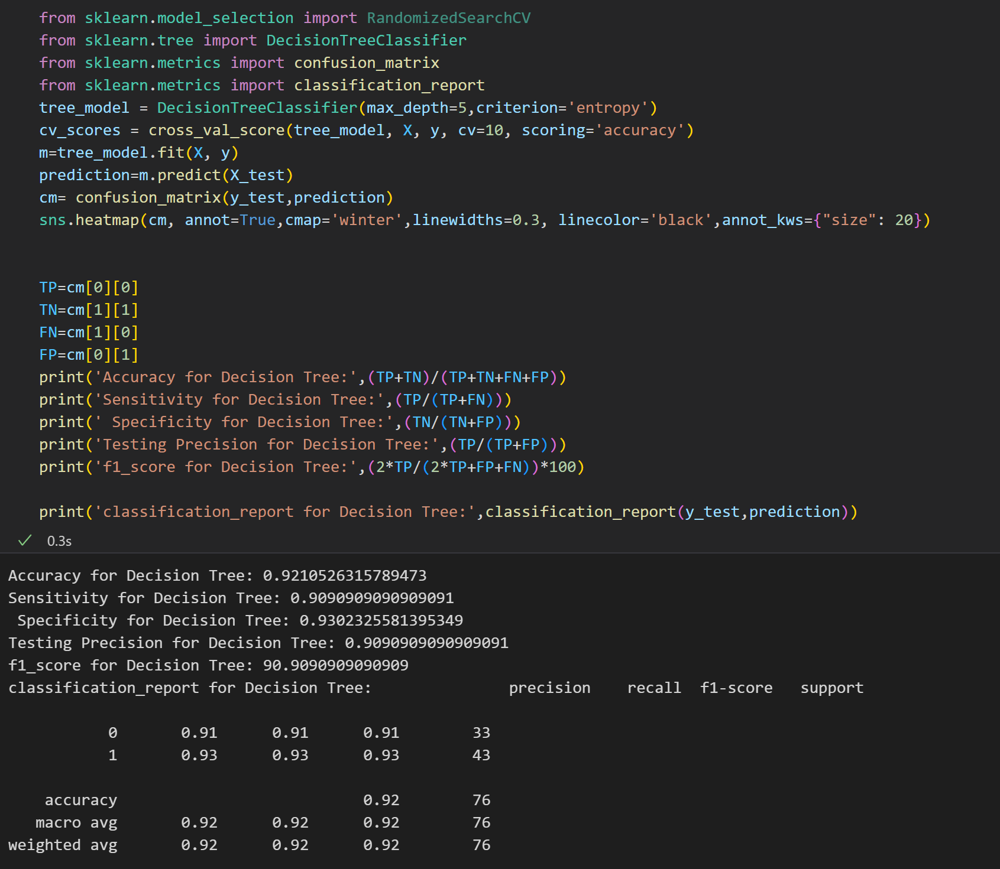 from sklearn.model_selection import RandomizedSearchCV
from sklearn.tree import DecisionTreeClassifier
from sklearn.metrics import confusion_matrix
from sklearn.metrics import classification_report
tree_model = DecisionTreeClassifier(max_depth=5,criterion='entropy')
cv_scores = cross_val_score(tree_model, X, y, cv=10, scoring='accuracy')
m=tree_model.fit(X, y)
prediction=m.predict(X_test)
cm= confusion_matrix(y_test,prediction)
sns.heatmap(cm, annot=True,cmap='winter',linewidths=0.3, linecolor='black',annot_kws={"size": 20})
TP=cm[0][0]
TN=cm[1][1]
FN=cm[1][0]
FP=cm[0][1]
print('Accuracy for Decision Tree:',(TP+TN)/(TP+TN+FN+FP))
print('Sensitivity for Decision Tree:',(TP/(TP+FN)))
print(' Specificity for Decision Tree:',(TN/(TN+FP)))
print('Testing Precision for Decision Tree:',(TP/(TP+FP)))
print('f1_score for Decision Tree:',(2*TP/(2*TP+FP+FN))*100)
print('classification_report for Decision Tree:',classification_report(y_test,prediction))
0.3s
Accuracy for Decision Tree: 0.9210526315789473
Sensitivity for Decision Tree: 0.9090909090909091
 Specificity for Decision Tree: 0.9302325581395349
Testing Precision for Decision Tree: 0.9090909090909091
f1_score for Decision Tree: 90.9090909090909
classification_report for Decision Tree:               precision    recall  f1-score   support
           0       0.91      0.91      0.91        33
           1       0.93      0.93      0.93        43
    accuracy                           0.92        76
   macro avg       0.92      0.92      0.92        76
weighted avg       0.92      0.92      0.92        76